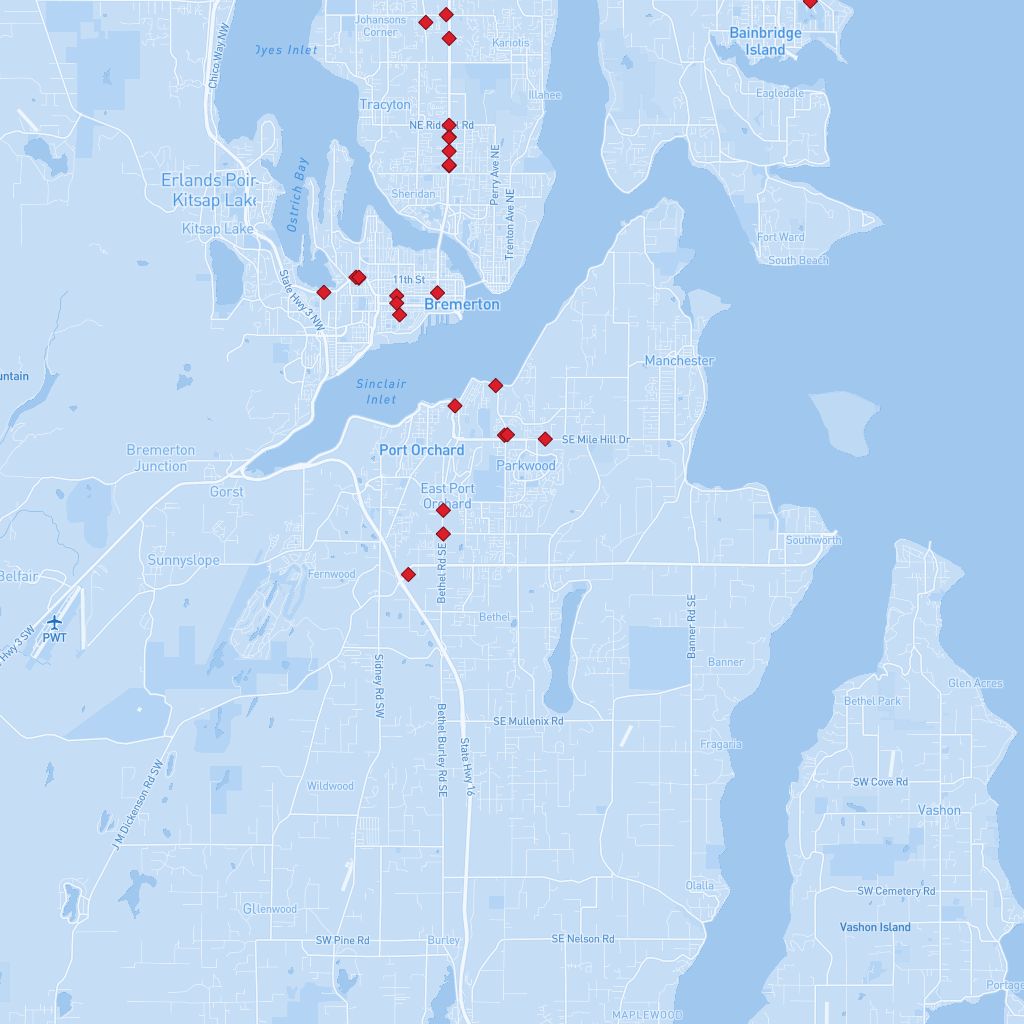 Johansons
Corner
Bainbridge
Island
Kariotis
Chico Way NW
Illahee
Eagledale
Tracyton
NE Rid
l Rd
Perry Ave NE
Ostrich Bay
Erlands Poin
Kitsap Lake
Sheridan
Trenton Ave NE
Kitsap Lake
Fort Ward
South Beach
State Hwy 3 NW
11th St
Bremerton
Manchester
untain
Sinclair
Inlet
SE Mile Hill Dr
Port Orchard
Parkwood
Bremerton
Junction
Gorst
East Port
Orchard
Southworth
Sunnyslope
Belfair
Fernwood
Bethel Rd SE
Bethel
Banner Rd SE
PWT
Hwy 3 SW
Sidney Rd SW
Banner
Glen Acres
Bethel Park
Bethel Burley Rd SE
SE Mullenix Rd
State Hwy 16
Fragaria
J M Dickenson Rd SW
Wildwood
SW Cove Rd
Vashon
Olalla
SW Cemetery Rd
Glenwood
Vashon Island
SW Pine Rd
Burley
SE Nelson Rd
Portage
MAPLEWOOD